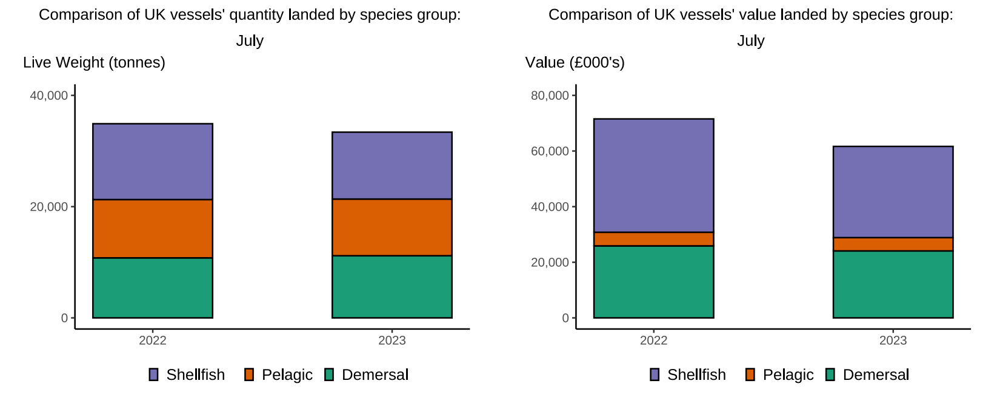 Comparison of UK vessels' quantity landed by species group:
July
Live Weight (tonnes)
40,000
20,000
0
2022
2023
Shellfish
Pelagic
Demersal
Comparison of UK vessels' value landed by species group:
July
Value (£000's)
80,000
60,000
40,000
20,000
0
2022
2023
Shellfish
Pelagic
Demersal